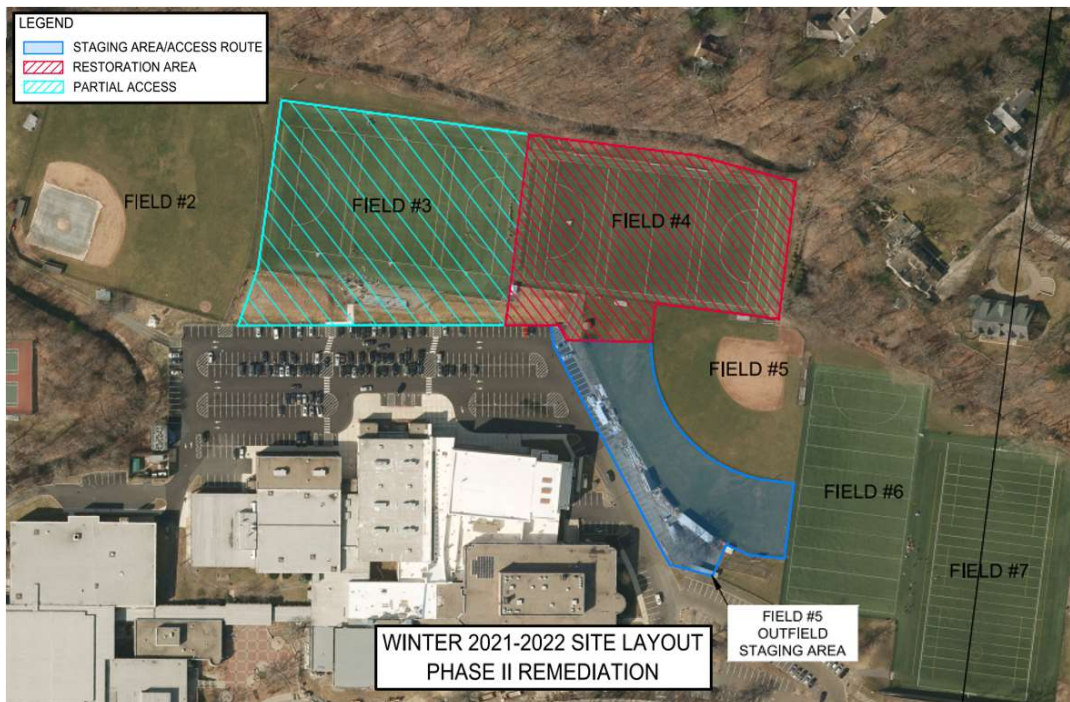 LEGEND
STAGING AREA/ACCESS ROUTE
RESTORATION AREA
PARTIAL ACCESS
FIELD #2
FIELD #3
FIELD #4
FIELD #5
FIELD #6
FIELD #7
FIELD #5
OUTFIELD
STAGING AREA
WINTER 2021-2022 SITE LAYOUT
PHASE II REMEDIATION